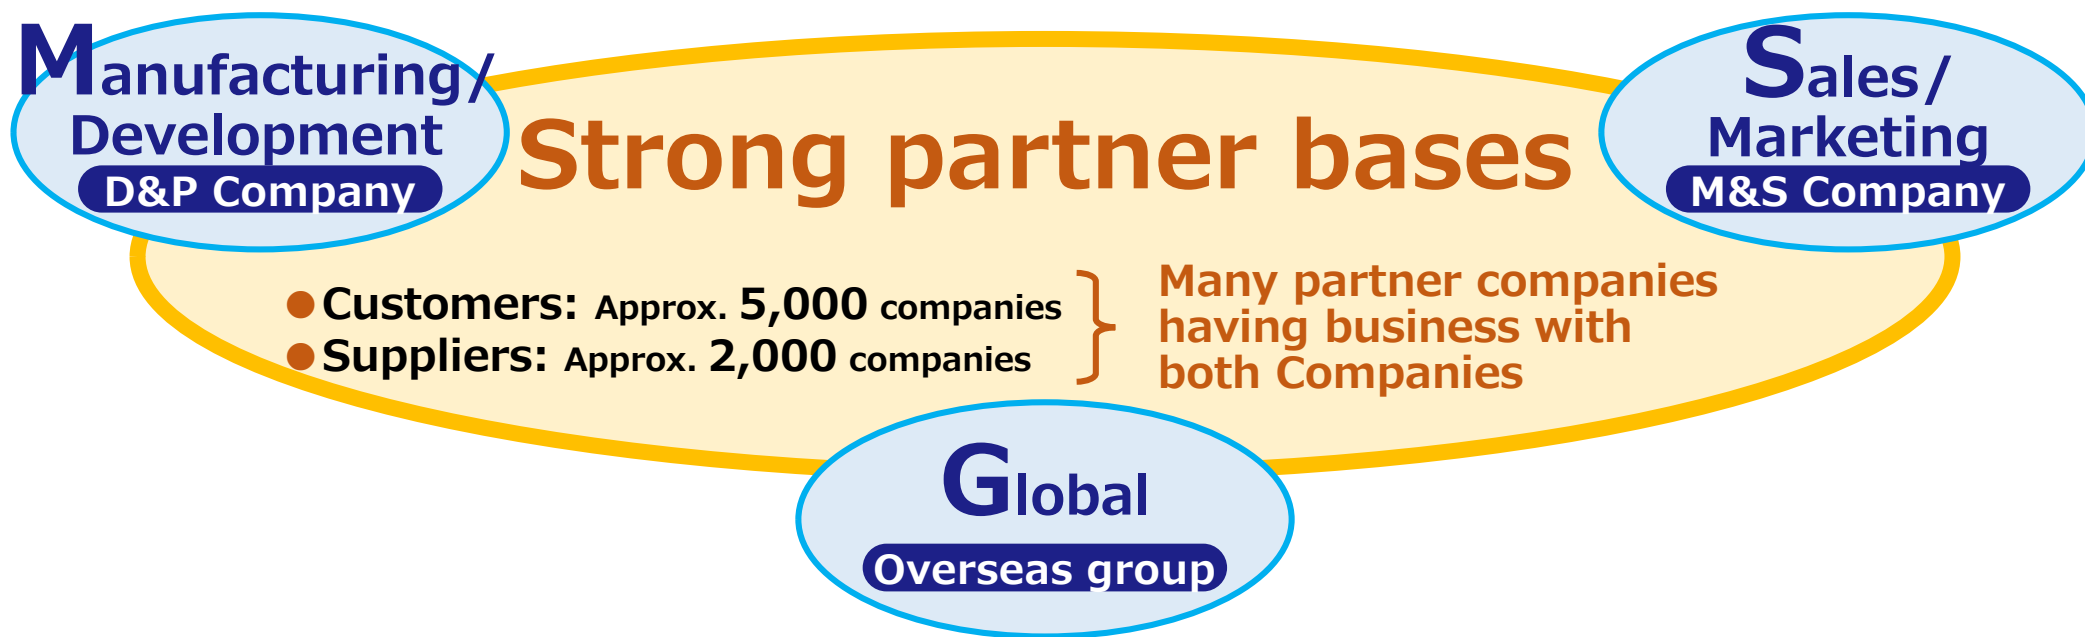 Manufacturing/
Development
D&P Company
Sales/
Marketing
M&S Company
Strong partner bases
●Customers: Approx. 5,000 companies
●Suppliers: Approx. 2,000 companies
Many partner companies
having business with
both Companies
Global
Overseas group